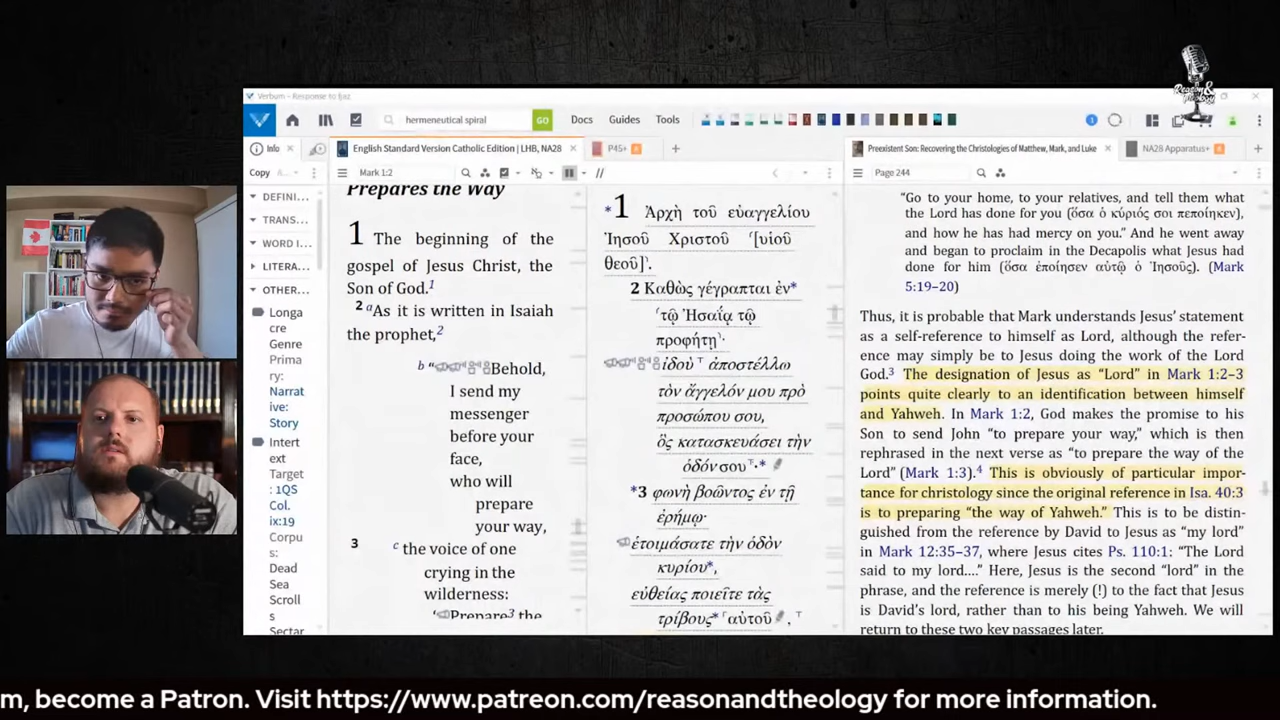 Reason&
Theology
Verbum - Response to Ijaz
hermeneutical spiral
GO
Docs Guides Tools
Info
English Standard Version Catholic Edition | LHB, NA28
P45+
Preexistent Son: Recovering the Christologies of Matthew, Mark, and Luke
NA28 Apparatus+
Copy
Mark 1:2
Page 244
DEFINI...
TRANS...
WORD I...
LITERA...
OTHER...
Longa
cre
Genre
Prima
ry:
Narrat
ive:
Story
Intert
ext
Target
: 1QS
Col.
ix:19
Corpu
s:
Dead
Sea
Scroll
s
Sectar
Prepares the Way
1 The beginning of the
gospel of Jesus Christ, the
Son of God.1
2 aAs it is written in Isaiah
the prophet,2
b “Behold,
I send my
messenger
before your
face,
who will
prepare
your way,
3 c the voice of one
crying in the
wilderness:
‘Prepare3 the
*1 Ἀρχὴ τοῦ εὐαγγελίου
Ἰησοῦ Χριστοῦ ⸂[υἱοῦ
θεοῦ]⸃.
2 Καθὼς γέγραπται ἐν*
⸂τῷ Ἠσαΐᾳ τῷ
προφήτῃ⸃·
ἰδοὺ ⸆ ἀποστέλλω
τὸν ἄγγελόν μου πρὸ
προσώπου σου,
ὃς κατασκευάσει τὴν
ὁδόν σου⸆·*
*3 φωνὴ βοῶντος ἐν τῇ
ἐρήμῳ·
ἑτοιμάσατε τὴν ὁδὸν
κυρίου*,
εὐθείας ποιεῖτε τὰς
τρίβους* ⸀αὐτοῦ, ⸆
“Go to your home, to your relatives, and tell them what
the Lord has done for you (ὅσα ὁ κύριός σοι πεποίηκεν),
and how he has had mercy on you.” And he went away
and began to proclaim in the Decapolis what Jesus had
done for him (ὅσα ἐποίησεν αὐτῷ ὁ Ἰησοῦς). (Mark
5:19–20)
Thus, it is probable that Mark understands Jesus’ statement
as a self-reference to himself as Lord, although the refer-
ence may simply be to Jesus doing the work of the Lord
God.3 The designation of Jesus as “Lord” in Mark 1:2–3
points quite clearly to an identification between himself
and Yahweh. In Mark 1:2, God makes the promise to his
Son to send John “to prepare your way,” which is then
rephrased in the next verse as “to prepare the way of the
Lord” (Mark 1:3).4 This is obviously of particular impor-
tance for christology since the original reference in Isa. 40:3
is to preparing “the way of Yahweh.” This is to be distin-
guished from the reference by David to Jesus as “my lord”
in Mark 12:35–37, where Jesus cites Ps. 110:1: “The Lord
said to my lord....” Here, Jesus is the second “lord” in the
phrase, and the reference is merely (!) to the fact that Jesus
is David’s lord, rather than to his being Yahweh. We will
return to these two key passages later.
m, become a Patron. Visit https://www.patreon.com/reasonandtheology for more information.